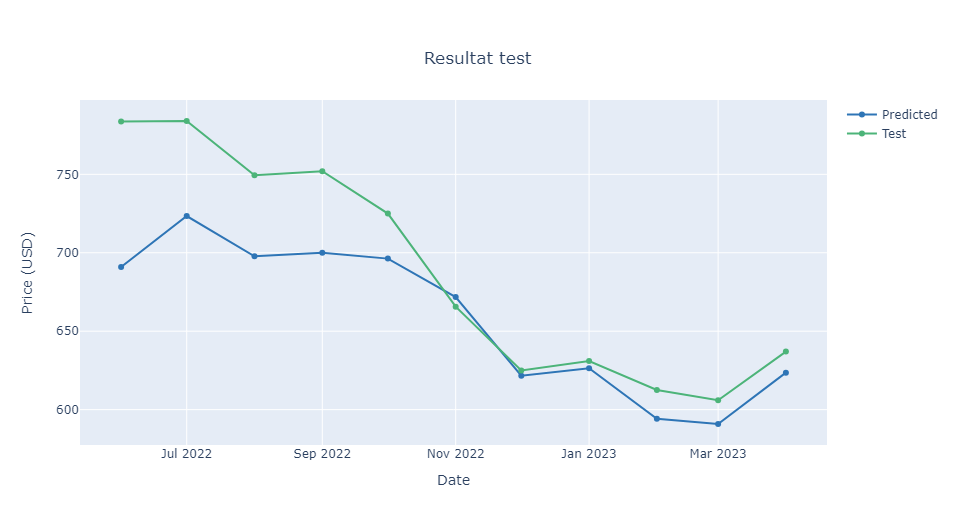 Resultat test
Predicted
Test
Price (USD)
750
700
650
600
Jul 2022
Sep 2022
Nov 2022
Jan 2023
Mar 2023
Date